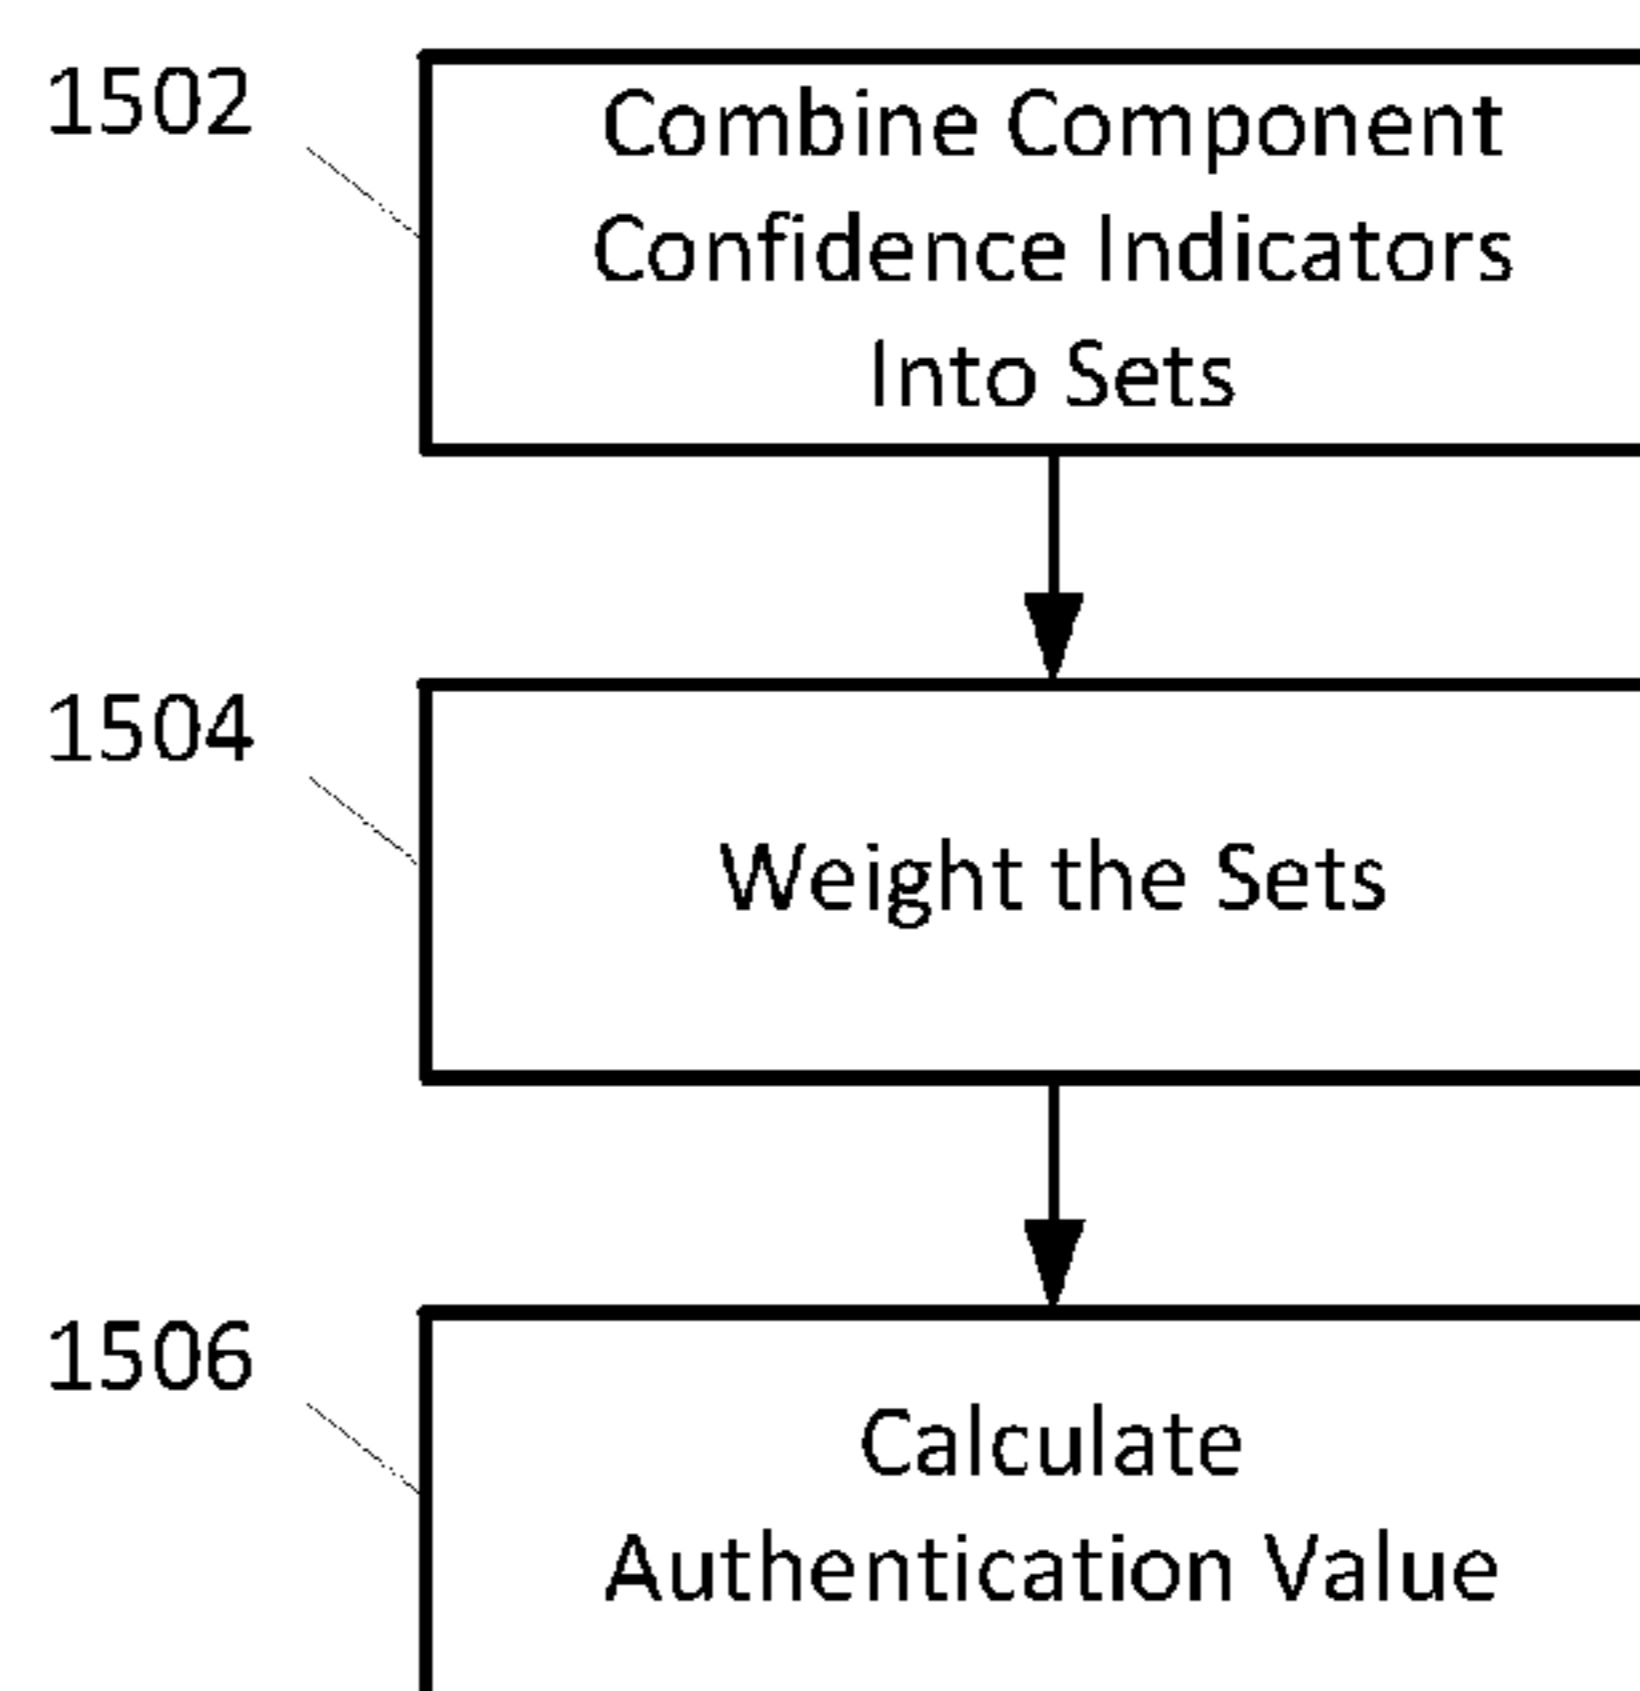 1502
Combine Component
Confidence Indicators
Into Sets
1504
Weight the Sets
1506
Calculate
Authentication Value